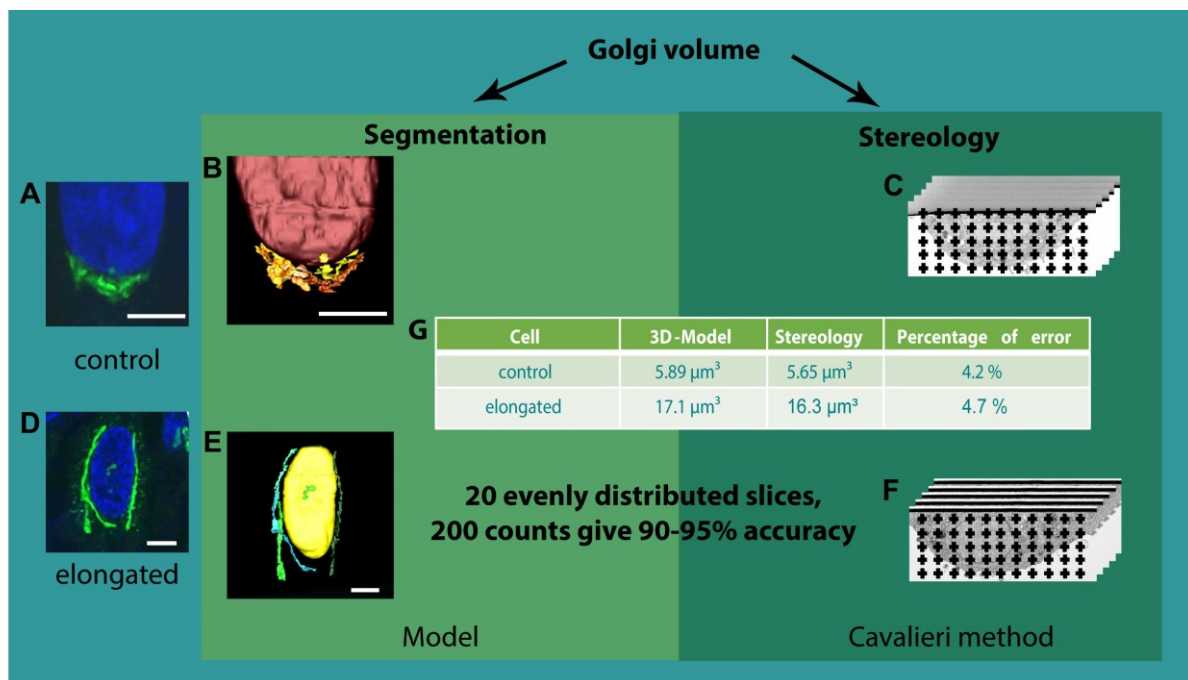 Golgi volume
Segmentation
Stereology
A
B
C
control
G
Cell 3D-Model Stereology Percentage of error
control 5.89 µm³ 5.65 µm³ 4.2 %
elongated 17.1 µm³ 16.3 µm³ 4.7 %
D
E
F
20 evenly distributed slices,
200 counts give 90-95% accuracy
elongated
Model
Cavalieri method